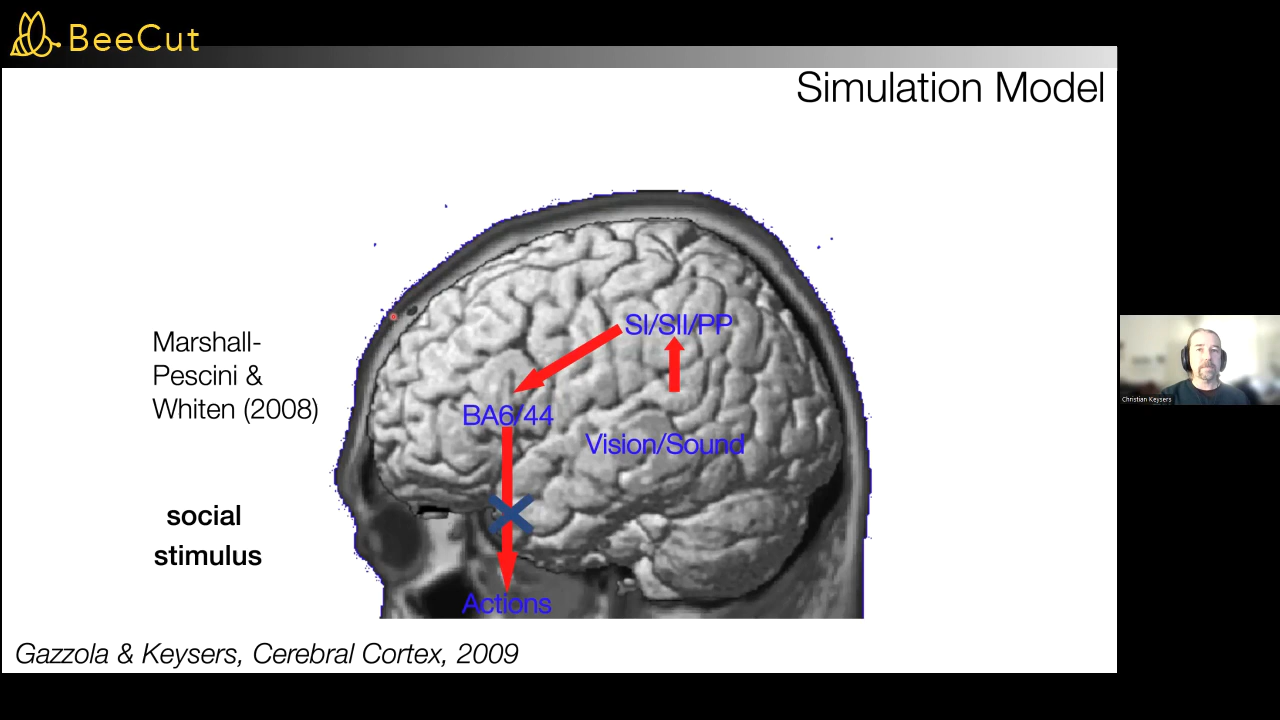 BeeCut
Simulation Model
SI/SII/PP
Marshall-
Pescini &
Whiten (2008)
BA6/44
Vision/Sound
social
stimulus
Actions
Gazzola & Keysers, Cerebral Cortex, 2009
Christian Keysers